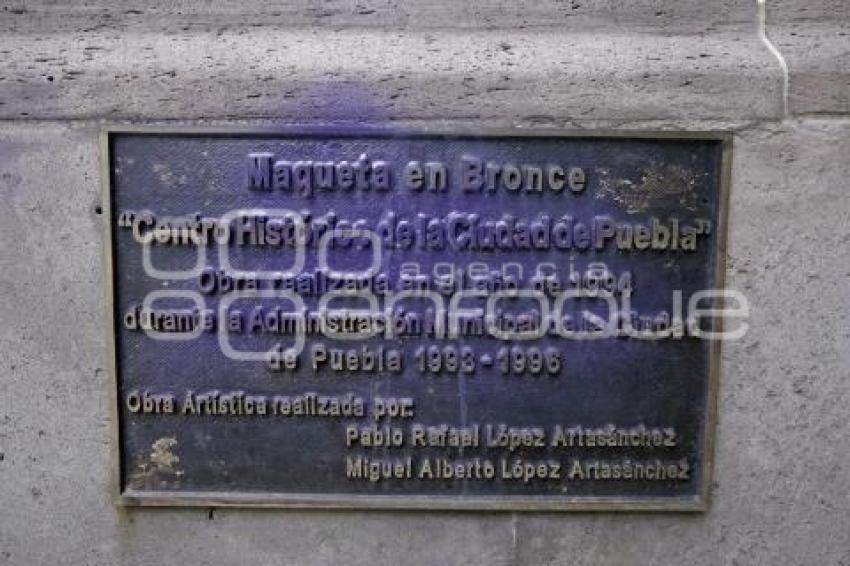 Maqueta en Bronce
“Centro Histórico de la Ciudad de Puebla”
Obra realizada en el año de 1994
durante la Administración Municipal de la Ciudad
de Puebla 1993-1996
Obra Artística realizada por:
Pablo Rafael López Artasánchez
Miguel Alberto López Artasánchez
agencia
enfoque